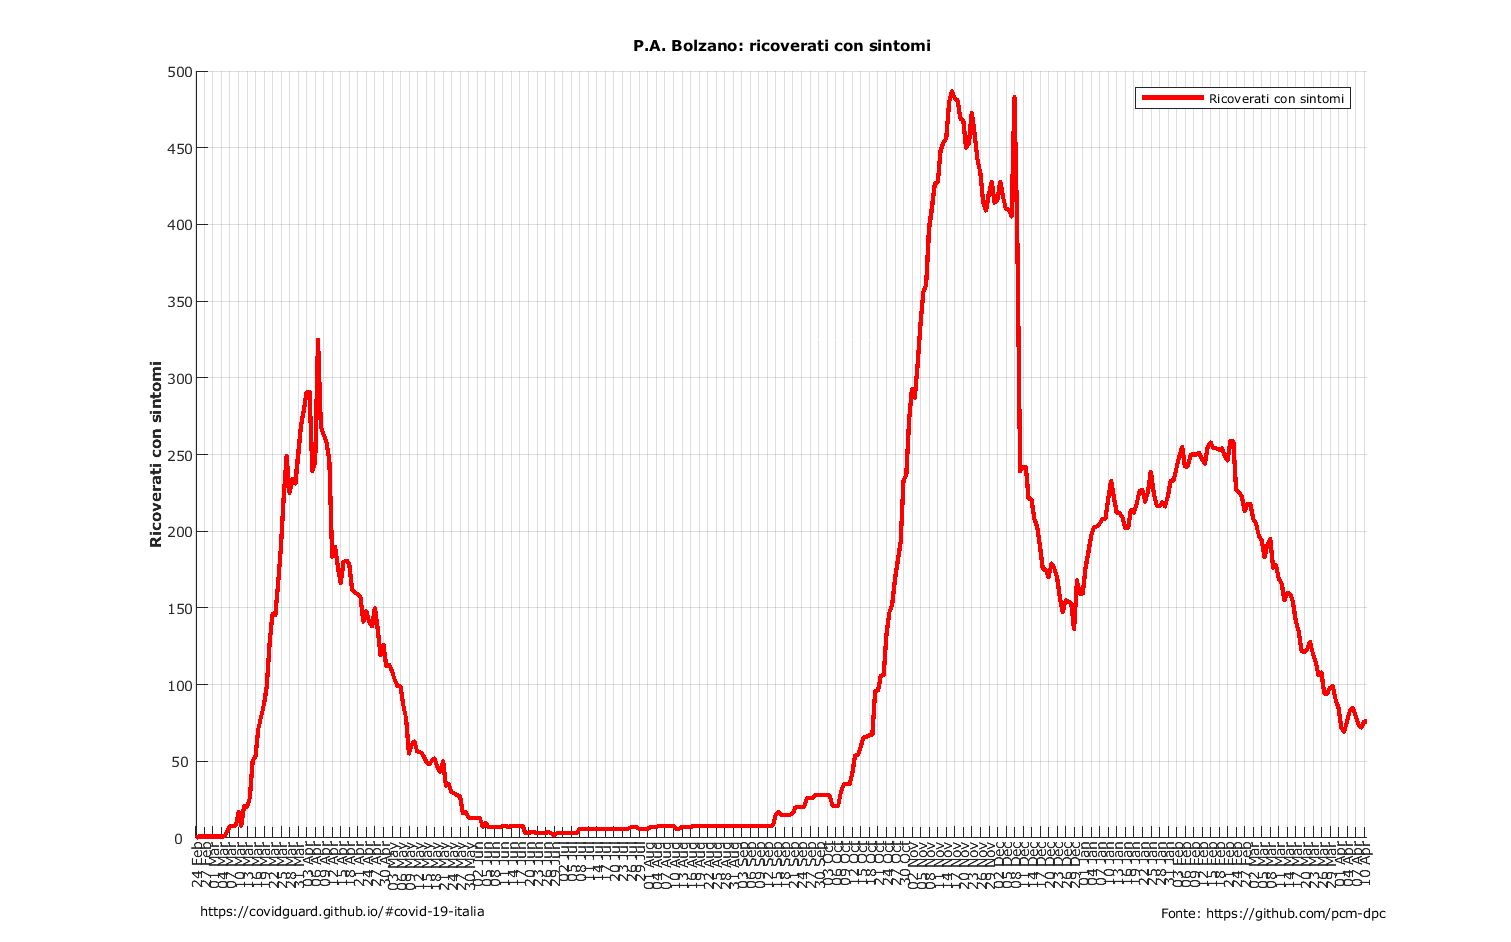 P.A. Bolzano: ricoverati con sintomi
Ricoverati con sintomi
Ricoverati con sintomi
500
450
400
350
300
250
200
150
100
50
0
24 Feb
27 Feb
01 Mar
04 Mar
07 Mar
10 Mar
13 Mar
16 Mar
19 Mar
22 Mar
25 Mar
28 Mar
31 Mar
03 Apr
06 Apr
09 Apr
12 Apr
15 Apr
18 Apr
21 Apr
24 Apr
27 Apr
30 Apr
03 May
06 May
09 May
12 May
15 May
18 May
21 May
24 May
27 May
30 May
02 Jun
05 Jun
08 Jun
11 Jun
14 Jun
17 Jun
20 Jun
23 Jun
26 Jun
29 Jun
02 Jul
05 Jul
08 Jul
11 Jul
14 Jul
17 Jul
20 Jul
23 Jul
26 Jul
29 Jul
01 Aug
04 Aug
07 Aug
10 Aug
13 Aug
16 Aug
19 Aug
22 Aug
25 Aug
28 Aug
31 Aug
03 Sep
06 Sep
09 Sep
12 Sep
15 Sep
18 Sep
21 Sep
24 Sep
27 Sep
30 Sep
03 Oct
06 Oct
09 Oct
12 Oct
15 Oct
18 Oct
21 Oct
24 Oct
27 Oct
30 Oct
02 Nov
05 Nov
08 Nov
11 Nov
14 Nov
17 Nov
20 Nov
23 Nov
26 Nov
29 Nov
02 Dec
05 Dec
08 Dec
11 Dec
14 Dec
17 Dec
20 Dec
23 Dec
26 Dec
29 Dec
01 Jan
04 Jan
07 Jan
10 Jan
13 Jan
16 Jan
19 Jan
22 Jan
25 Jan
28 Jan
31 Jan
03 Feb
06 Feb
09 Feb
12 Feb
15 Feb
18 Feb
21 Feb
24 Feb
27 Feb
02 Mar
05 Mar
08 Mar
11 Mar
14 Mar
17 Mar
20 Mar
23 Mar
26 Mar
29 Mar
01 Apr
04 Apr
07 Apr
10 Apr
https://covidguard.github.io/#covid-19-italia
Fonte: https://github.com/pcm-dpc